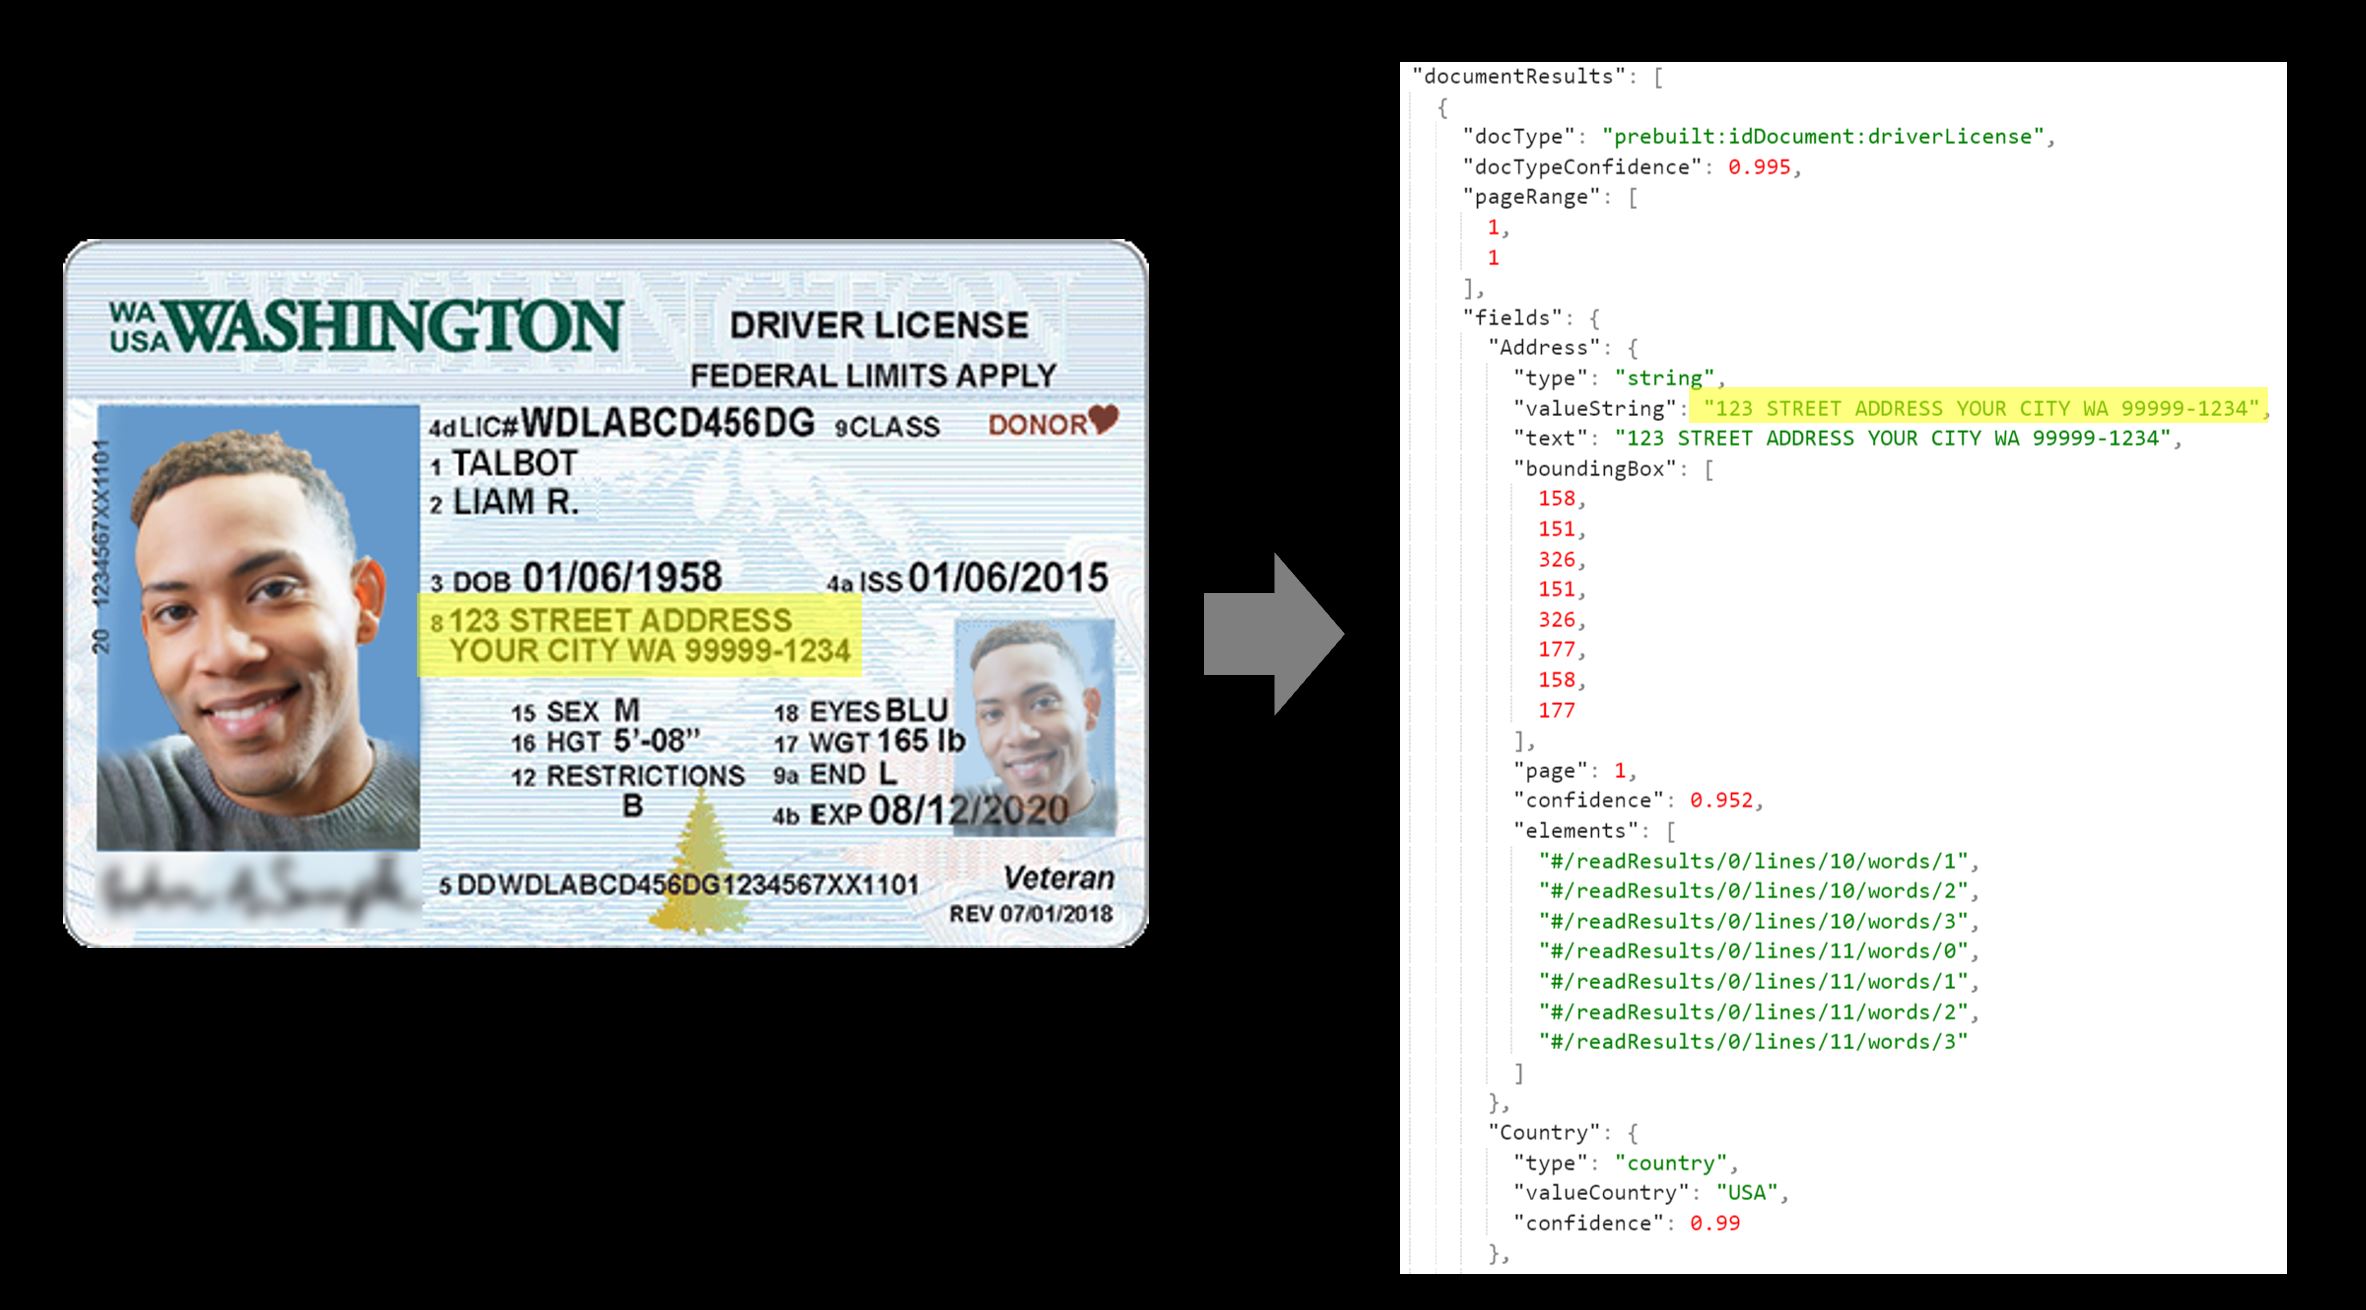 WA
USA WASHINGTON
DRIVER LICENSE
FEDERAL LIMITS APPLY
4d LIC# WDLABCD456DG 9 CLASS DONOR
1 TALBOT
2 LIAM R.
3 DOB 01/06/1958 4a ISS 01/06/2015
8 123 STREET ADDRESS
YOUR CITY WA 99999-1234
15 SEX M 18 EYES BLU
16 HGT 5'-08" 17 WGT 165 lb
12 RESTRICTIONS 9a END L
B
4b EXP 08/12/2020
5 DDWDLABCD456DG1234567XX1101
Veteran
REV 07/01/2018
20 1234567XX1101
"documentResults": [
{
"docType": "prebuilt:idDocument:driverLicense",
"docTypeConfidence": 0.995,
"pageRange": [
1,
1
],
"fields": {
"Address": {
"type": "string",
"valueString": "123 STREET ADDRESS YOUR CITY WA 99999-1234",
"text": "123 STREET ADDRESS YOUR CITY WA 99999-1234",
"boundingBox": [
158,
151,
326,
151,
326,
177,
158,
177
],
"page": 1,
"confidence": 0.952,
"elements": [
"#/readResults/0/lines/10/words/1",
"#/readResults/0/lines/10/words/2",
"#/readResults/0/lines/10/words/3",
"#/readResults/0/lines/11/words/0",
"#/readResults/0/lines/11/words/1",
"#/readResults/0/lines/11/words/2",
"#/readResults/0/lines/11/words/3"
]
},
"Country": {
"type": "country",
"valueCountry": "USA",
"confidence": 0.99
},